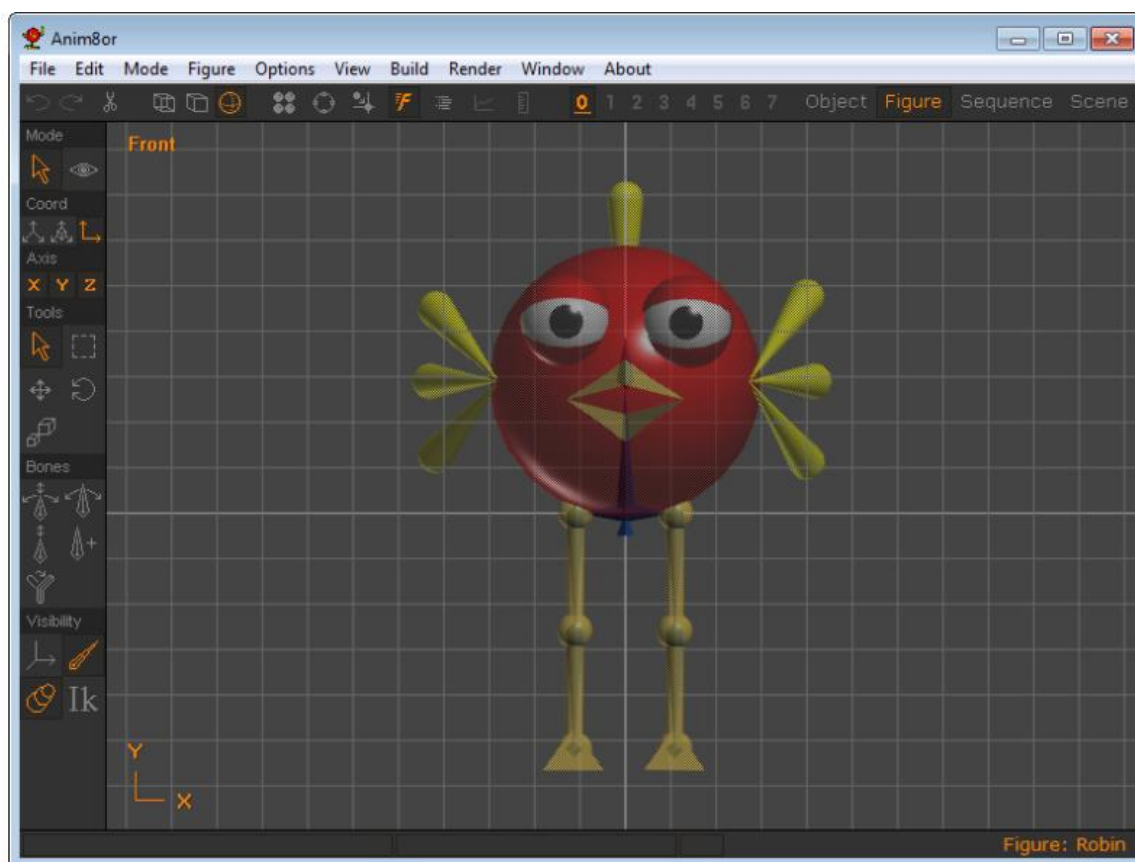 Anim8or
File Edit Mode Figure Options View Build Render Window About
F 0 1 2 3 4 5 6 7 Object Figure Sequence Scene
Mode
Front
Coord
Axis
X Y Z
Tools
Bones
Visibility
Ik
Y
X
Figure: Robin